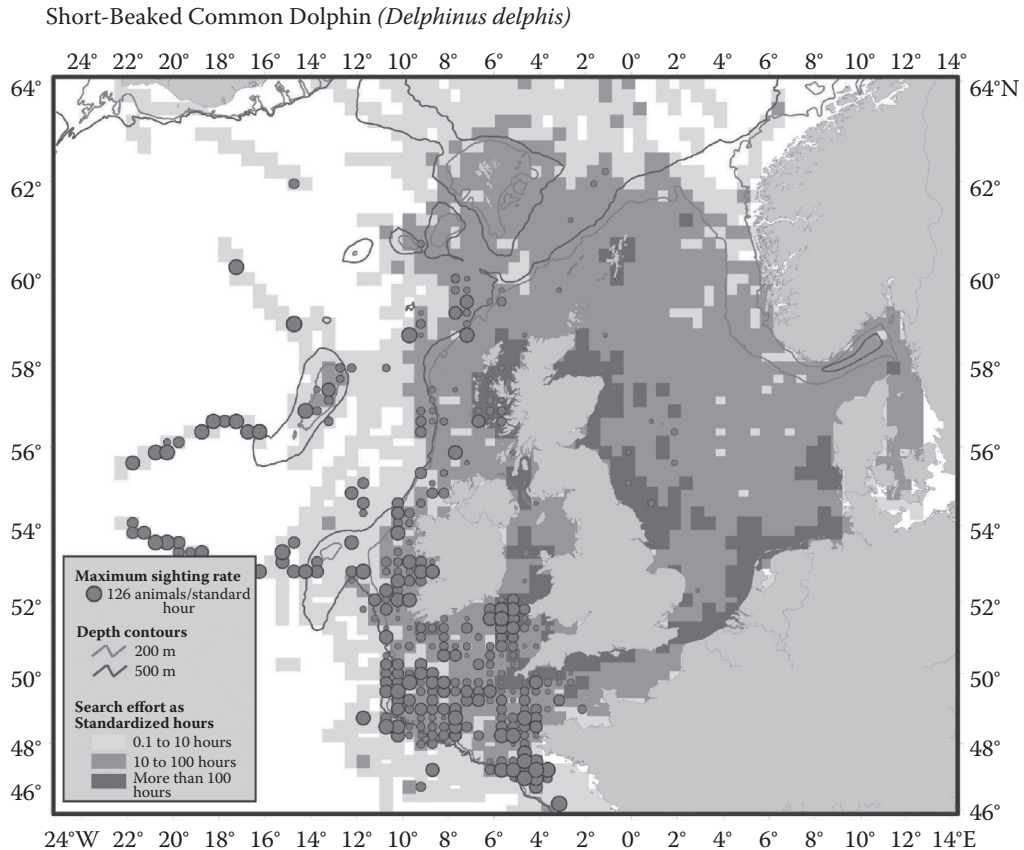 Short-Beaked Common Dolphin (Delphinus delphis)
24° 22 20 18 16 14 12 10 8 6 4 2 0 2 4 6 8 10 12 14°
64° 64°N
62° 62°
60° 60°
58° 58°
56° 56°
54° 54°
Maximum sighting rate
126 animals/standard
hour
52° 52°
Depth contours
200 m
500 m
50° 50°
Search effort as
Standardized hours
0.1 to 10 hours
48° 48°
10 to 100 hours
More than 100
hours
46° 46°
24°W 22 20 18 16 14 12 10 8 6 4 2 0 2 4 6 8 10 12 14°E